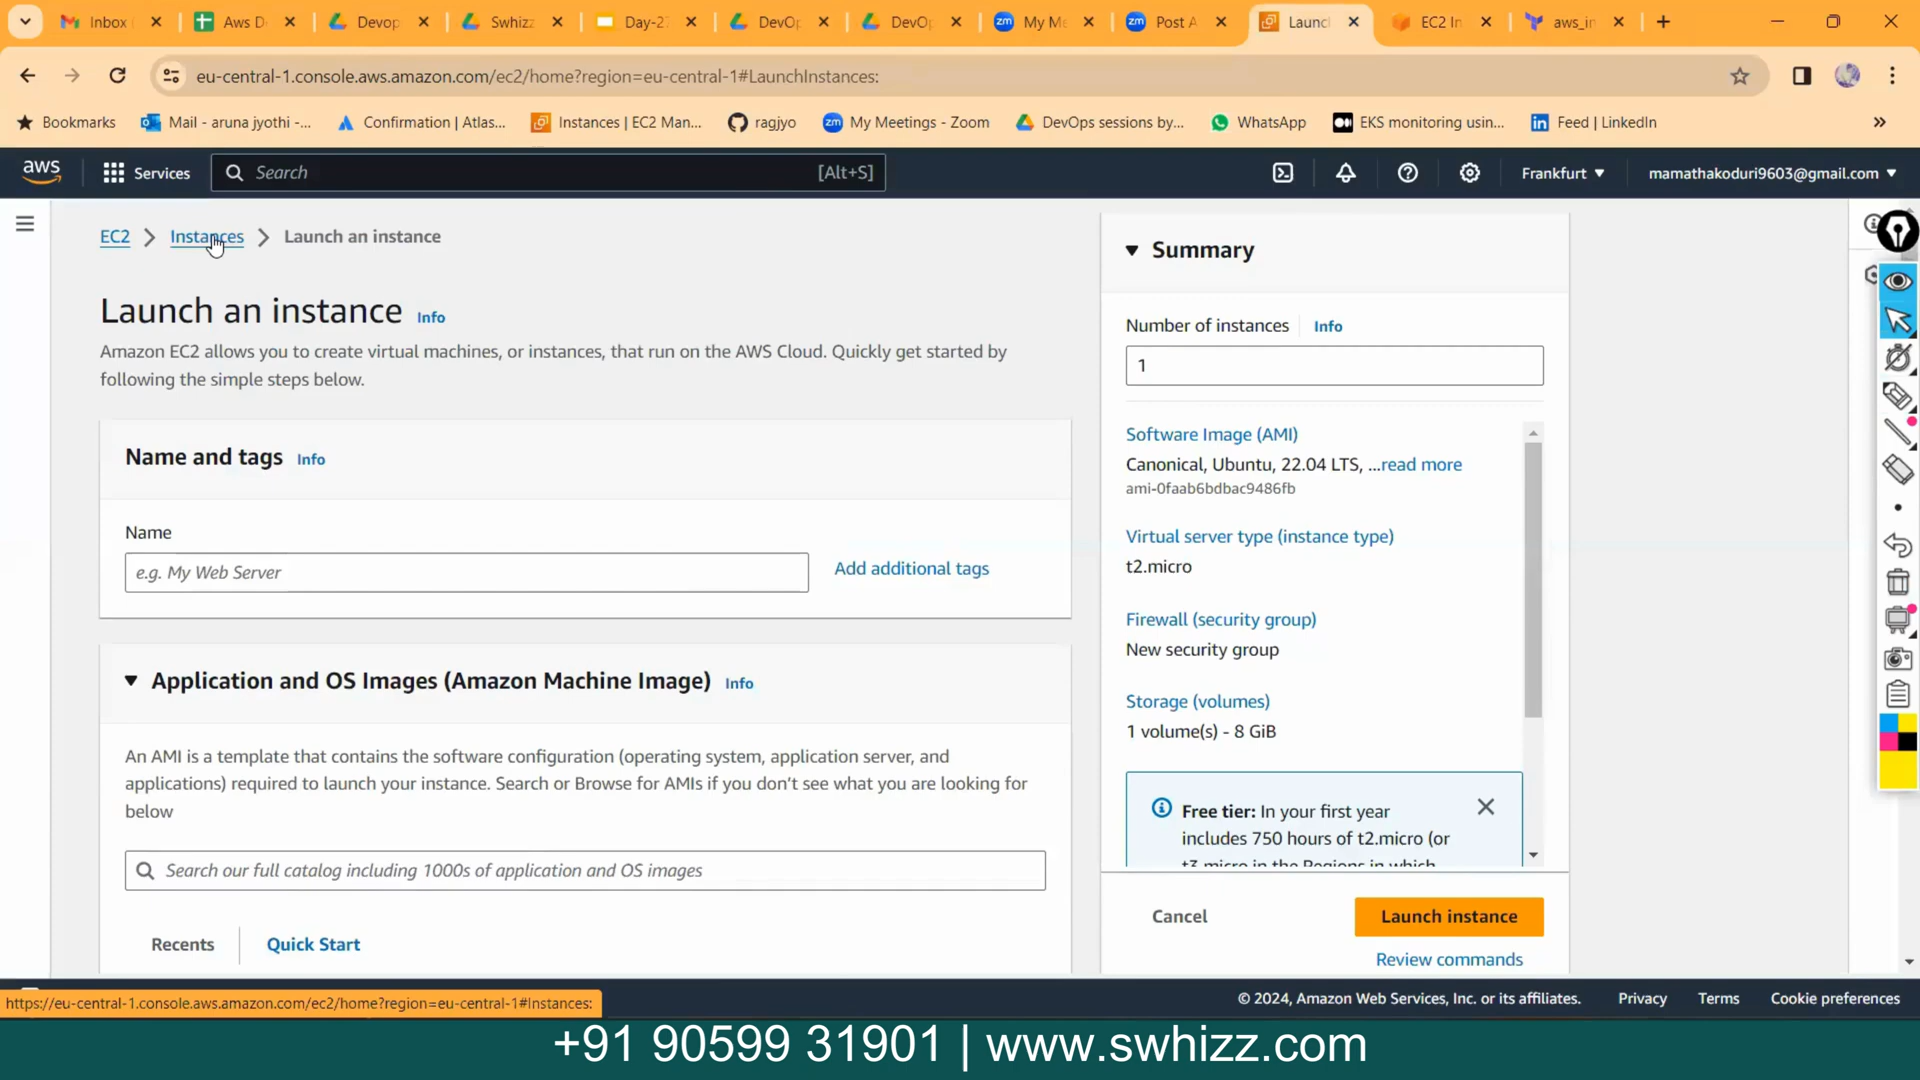 Inbox
Aws D
Devop
Swhizz
Day-2
DevOp
DevOp
My Me
Post A
Launc
EC2 In
aws_in
eu-central-1.console.aws.amazon.com/ec2/home?region=eu-central-1#LaunchInstances:
Bookmarks
Mail - aruna jyothi -...
Confirmation | Atlas...
Instances | EC2 Man...
ragjyo
My Meetings - Zoom
DevOps sessions by...
WhatsApp
EKS monitoring usin...
Feed | LinkedIn
aws
Services
Search
[Alt+S]
Frankfurt
mamathakoduri9603@gmail.com
EC2
Instances
Launch an instance
Launch an instance Info
Amazon EC2 allows you to create virtual machines, or instances, that run on the AWS Cloud. Quickly get started by
following the simple steps below.
Name and tags Info
Name
e.g. My Web Server
Add additional tags
Application and OS Images (Amazon Machine Image) Info
An AMI is a template that contains the software configuration (operating system, application server, and
applications) required to launch your instance. Search or Browse for AMIs if you don't see what you are looking for
below
Search our full catalog including 1000s of application and OS images
Recents
Quick Start
Summary
Number of instances Info
1
Software Image (AMI)
Canonical, Ubuntu, 22.04 LTS, ...read more
ami-0faab6bdbac9486fb
Virtual server type (instance type)
t2.micro
Firewall (security group)
New security group
Storage (volumes)
1 volume(s) - 8 GiB
Free tier: In your first year
includes 750 hours of t2.micro (or
t3.micro in the Regions in which
Cancel
Launch instance
Review commands
https://eu-central-1.console.aws.amazon.com/ec2/home?region=eu-central-1#Instances:
© 2024, Amazon Web Services, Inc. or its affiliates.
Privacy
Terms
Cookie preferences
+91 90599 31901 | www.swhizz.com